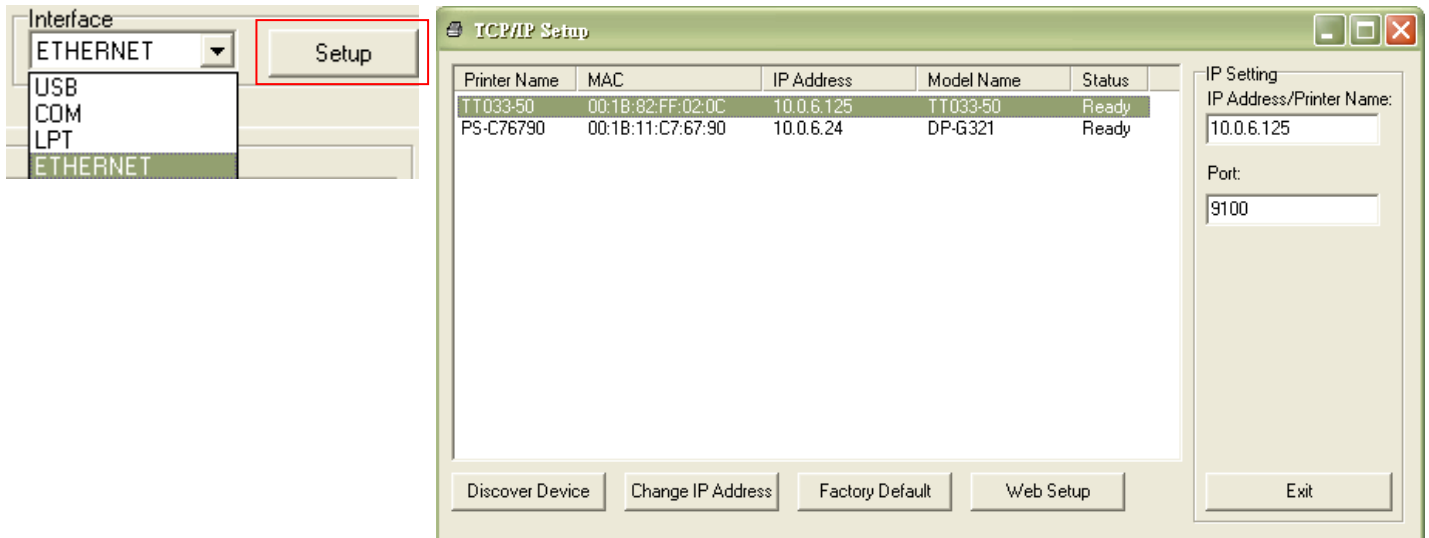 Interface
ETHERNET
Setup
USB
COM
LPT
ETHERNET
TCP/IP Setup
Printer Name MAC IP Address Model Name Status
TT033-50 00:1B:82:FF:02:0C 10.0.6.125 TT033-50 Ready
PS-C76790 00:1B:11:C7:67:90 10.0.6.24 DP-G321 Ready
IP Setting
IP Address/Printer Name:
10.0.6.125
Port:
9100
Discover Device Change IP Address Factory Default Web Setup Exit